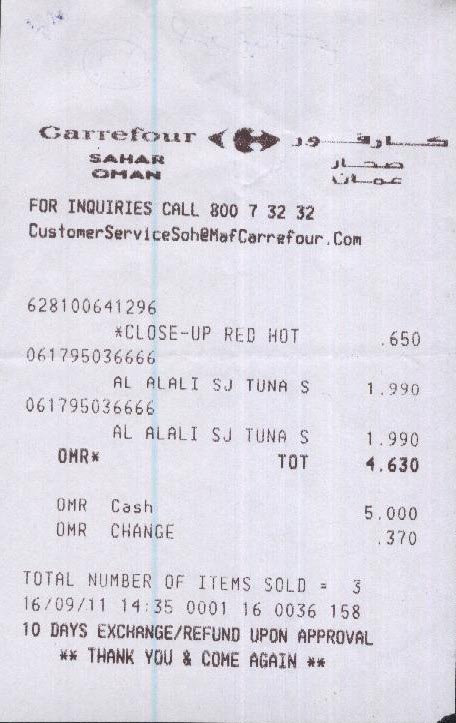 Carrefour كارفور
SAHAR صحار
OMAN عمان
FOR INQUIRIES CALL 800 7 32 32
CustomerServiceSoh@MafCarrefour.Com
628100641296
*CLOSE-UP RED HOT .650
061795036666
AL ALALI SJ TUNA S 1.990
061795036666
AL ALALI SJ TUNA S 1.990
OMR* TOT 4.630
OMR Cash 5.000
OMR CHANGE .370
TOTAL NUMBER OF ITEMS SOLD = 3
16/09/11 14:35 0001 16 0036 158
10 DAYS EXCHANGE/REFUND UPON APPROVAL
** THANK YOU & COME AGAIN **